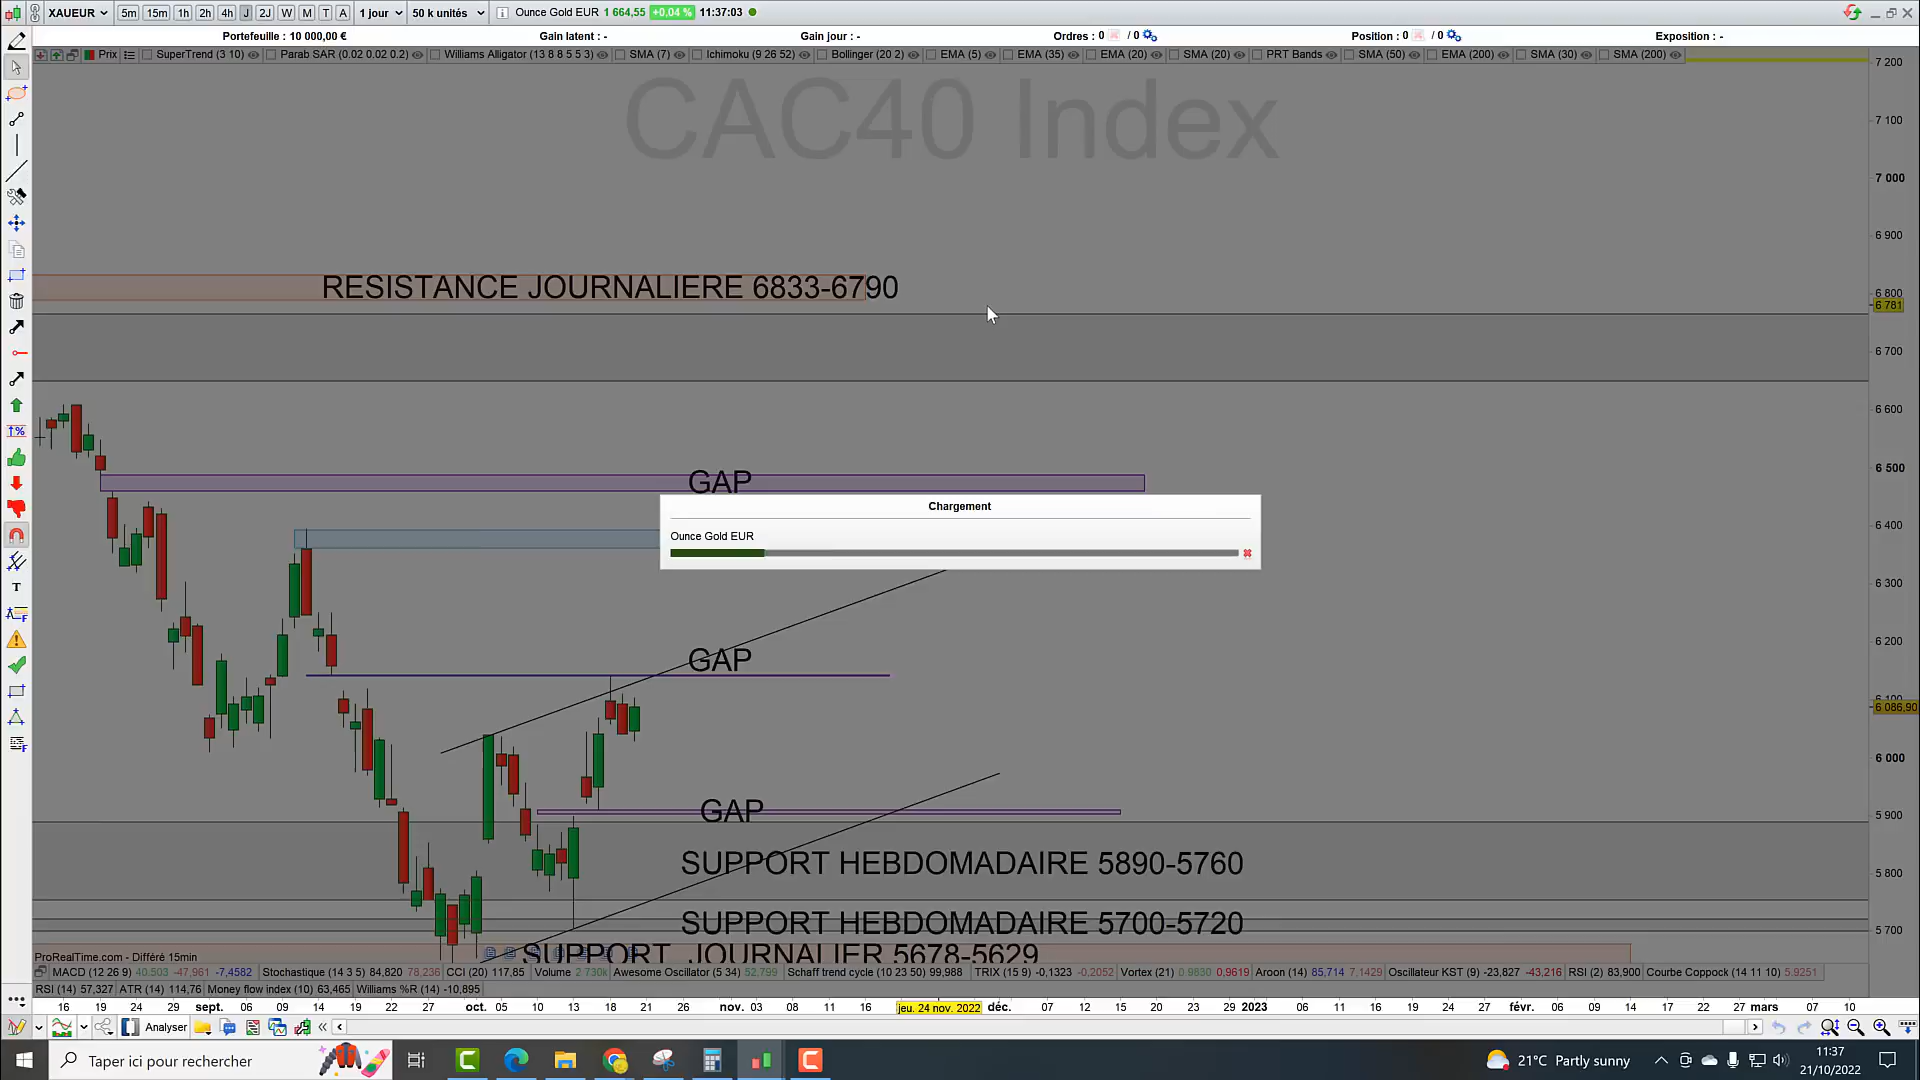 XAUEUR 5m 15m 1h 2h 4h J 2J W M T A 1 jour 50 k unités Ounce Gold EUR 1 664,55 +0,04 % 11:37:03
Portefeuille : 10 000,00 € Gain latent : - Gain jour : - Ordres : 0 / 0 Position : 0 / 0 Exposition : -
Prix SuperTrend (3 10) Parab SAR (0.02 0.02 0.2) Williams Alligator (13 8 8 5 5 3) SMA (7) Ichimoku (9 26 52) Bollinger (20 2) EMA (5) EMA (35) EMA (20) SMA (20) PRT Bands SMA (50) EMA (200) SMA (30) SMA (200)
CAC40 Index
7 200
7 100
7 000
6 900
RESISTANCE JOURNALIERE 6833-6790
6 800
6 781
6 700
6 600
6 500
GAP
Chargement
6 400
Ounce Gold EUR
6 300
6 200
GAP
6 100
6 086,90
6 000
GAP
5 900
SUPPORT HEBDOMADAIRE 5890-5760
5 800
SUPPORT HEBDOMADAIRE 5700-5720
5 700
SUPPORT JOURNALIER 5678-5629
ProRealTime.com - Différé 15min
MACD (12 26 9) 40,503 -47,961 -7,4582 Stochastique (14 3 5) 84,820 78,236 CCI (20) 117,85 Volume 2 730k Awesome Oscillator (5 34) 52,799 Schaff trend cycle (10 23 50) 99,988 TRIX (15 9) -0,1323 -0,2052 Vortex (21) 0,9830 0,9619 Aroon (14) 85,714 7,1429 Oscillateur KST (9) -23,827 -43,216 RSI (2) 83,900 Courbe Coppock (14 11 10) 5,9251
RSI (14) 57,327 ATR (14) 114,76 Money flow index (10) 63,465 Williams %R (14) -10,895
16 24 29 sept. 06 09 14 19 22 27 oct. 05 10 13 18 21 26 nov. 03 08 11 16 jeu. 24 nov. 2022 déc. 07 12 15 20 23 29 2023 06 11 16 19 24 27 févr. 06 09 14 17 22 27 mars 07 10
Analyser
Taper ici pour rechercher 21°C Partly sunny 11:37
21/10/2022